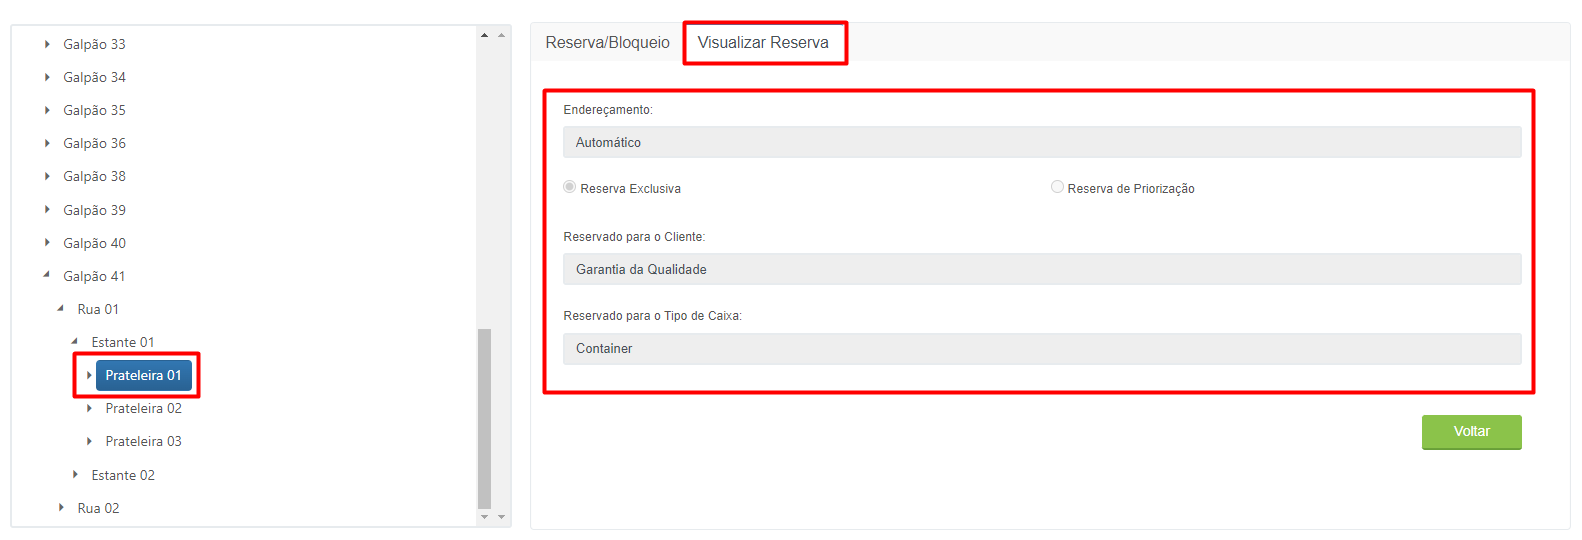 Galpão 33
Galpão 34
Galpão 35
Galpão 36
Galpão 38
Galpão 39
Galpão 40
Galpão 41
Rua 01
Estante 01
Prateleira 01
Prateleira 02
Prateleira 03
Estante 02
Rua 02
Reserva/Bloqueio Visualizar Reserva
Endereçamento:
Automático
Reserva Exclusiva Reserva de Priorização
Reservado para o Cliente:
Garantia da Qualidade
Reservado para o Tipo de Caixa:
Container
Voltar